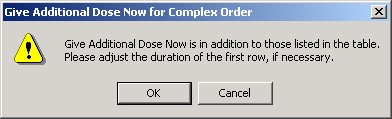 Give Additional Dose Now for Complex Order
Give Additional Dose Now is in addition to those listed in the table.
Please adjust the duration of the first row, if necessary.
OK
Cancel